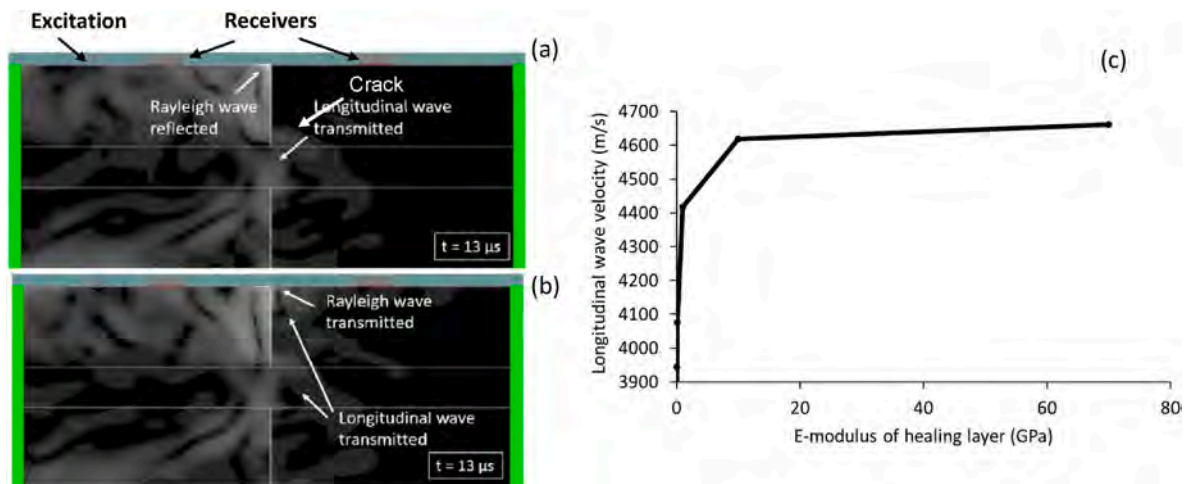 Excitation
Receivers
(a)
Crack
Rayleigh wave
reflected
Longitudinal wave
transmitted
t = 13 µs
(b)
Rayleigh wave
transmitted
Longitudinal wave
transmitted
t = 13 µs
(c)
Longitudinal wave velocity (m/s)
4700
4600
4500
4400
4300
4200
4100
4000
3900
0
20
40
60
80
E-modulus of healing layer (GPa)